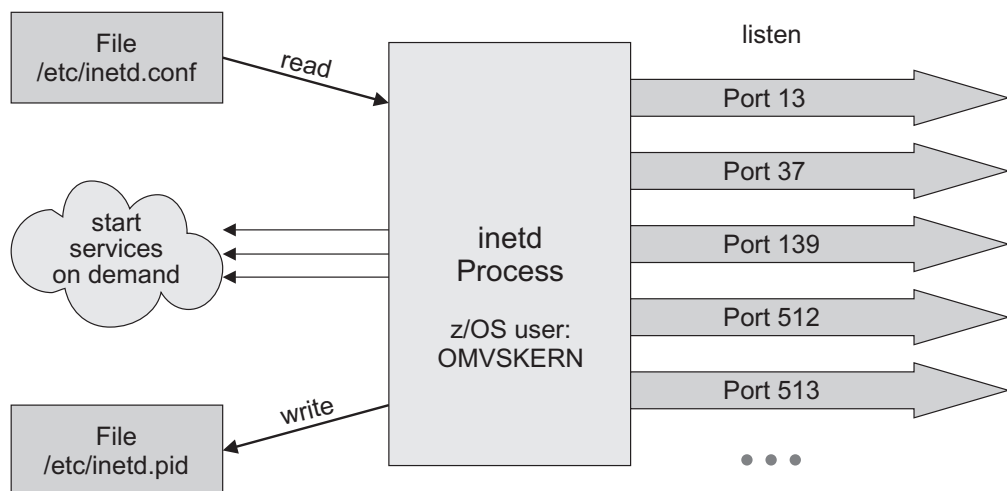 File
/etc/inetd.conf
read
start
services
on demand
File
/etc/inetd.pid
write
inetd
Process
z/OS user:
OMVSKERN
listen
Port 13
Port 37
Port 139
Port 512
Port 513